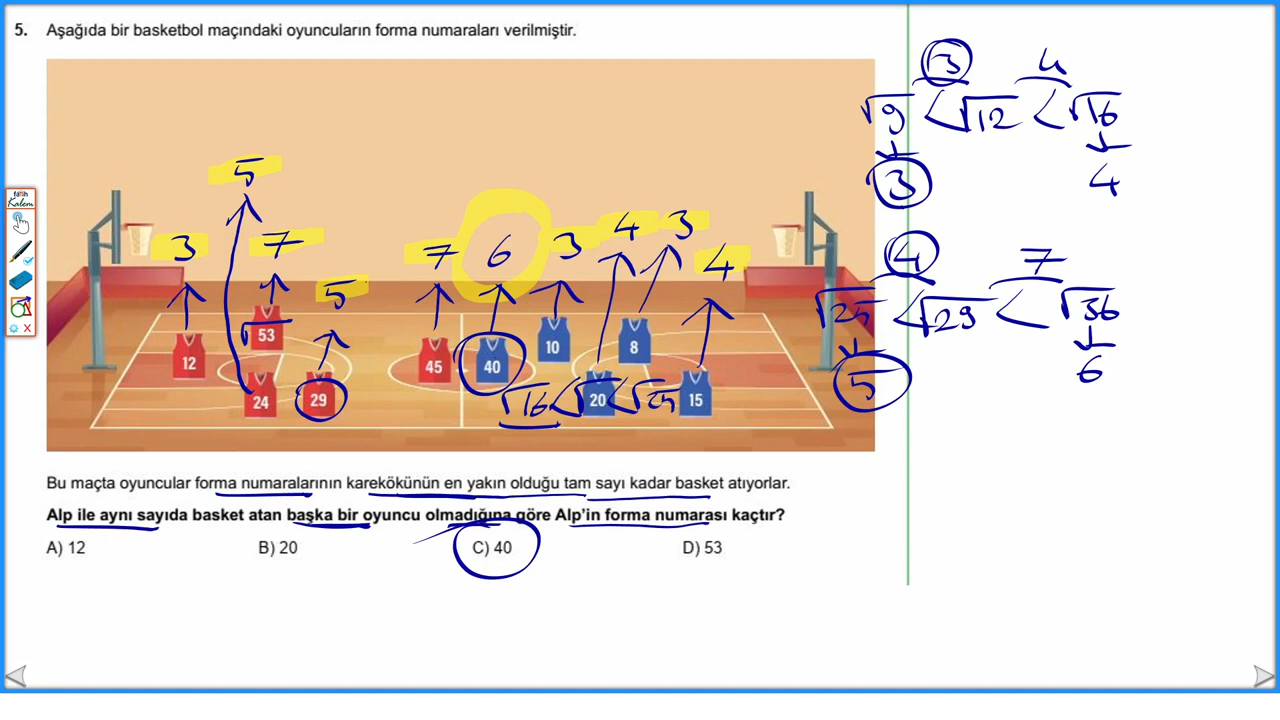 5. Aşağıda bir basketbol maçındaki oyuncuların forma numaraları verilmiştir.
3 4
√9 < √12 < √16
3 4
5
3 7 5
7 6 3 4 3 4
4 7
√25 < √29 < √36
5 6
fatih
Kalem
12 53 24 29
45 40 10 8 20 15
√16 < √ < √25
Bu maçta oyuncular forma numaralarının karekökünün en yakın olduğu tam sayı kadar basket atıyorlar.
Alp ile aynı sayıda basket atan başka bir oyuncu olmadığına göre Alp'in forma numarası kaçtır?
A) 12 B) 20 C) 40 D) 53